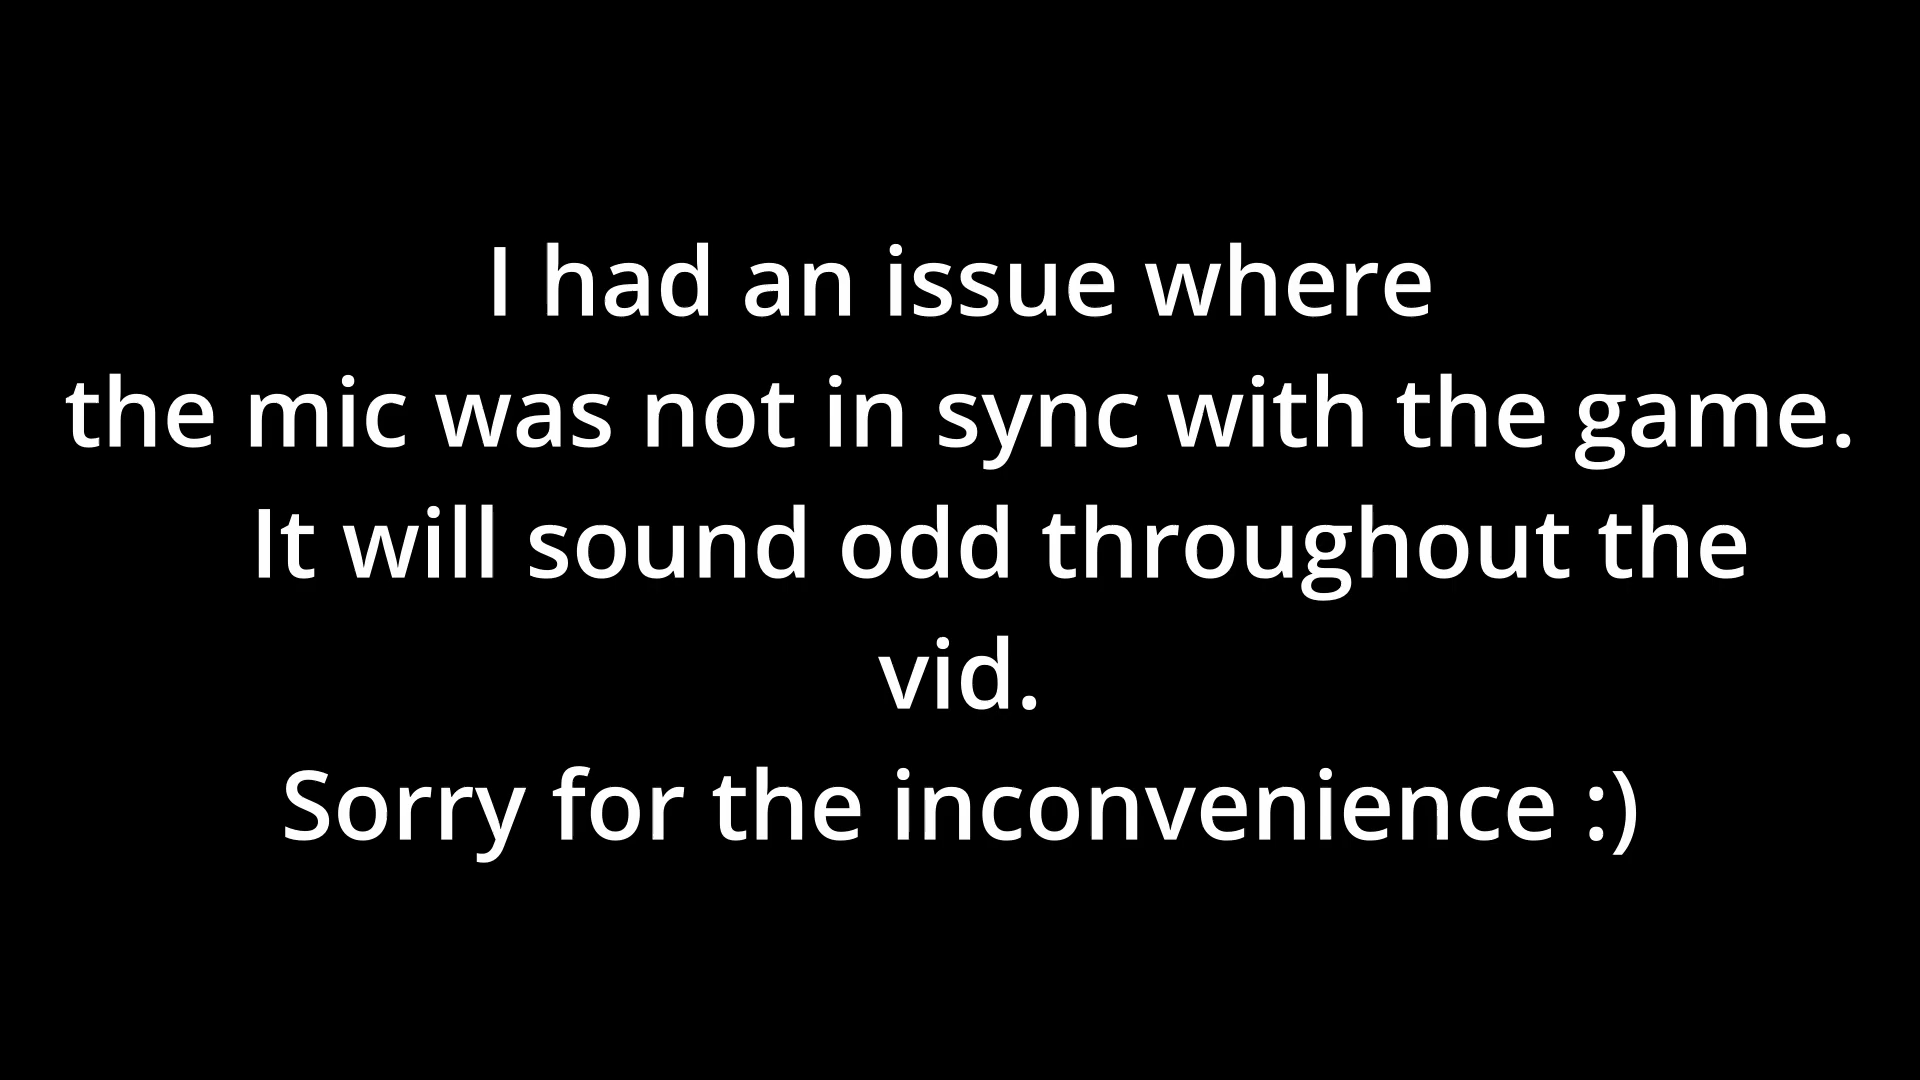 I had an issue where
the mic was not in sync with the game.
It will sound odd throughout the
vid.
Sorry for the inconvenience :)